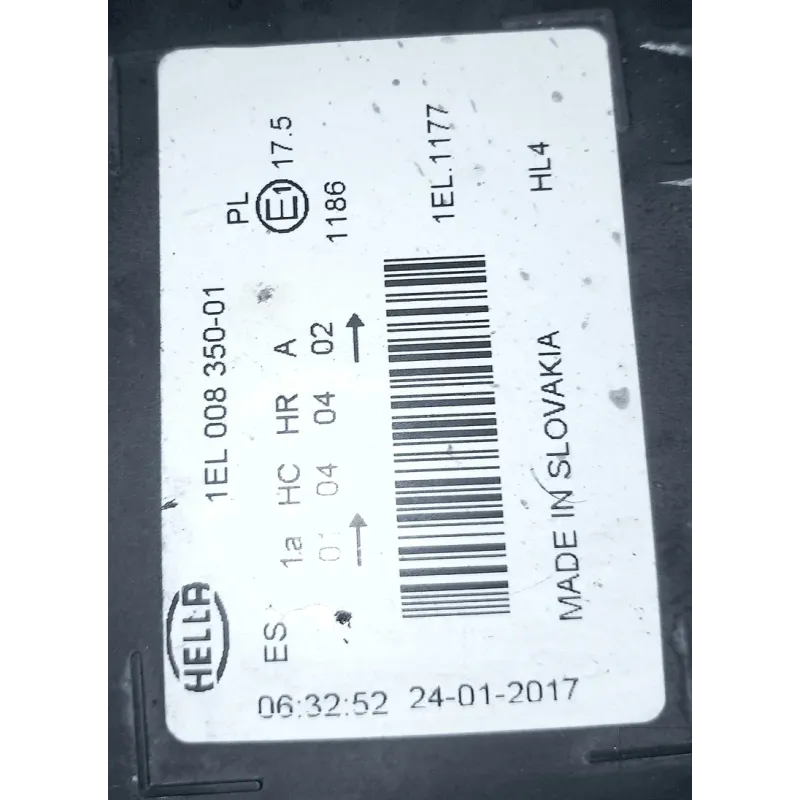 HELLA
1EL 008 350-01
PL
ES 1a HC HR A E1 17.5
01 04 04 02 1186
1EL.1177
MADE IN SLOVAKIA HL4
06:32:52 24-01-2017